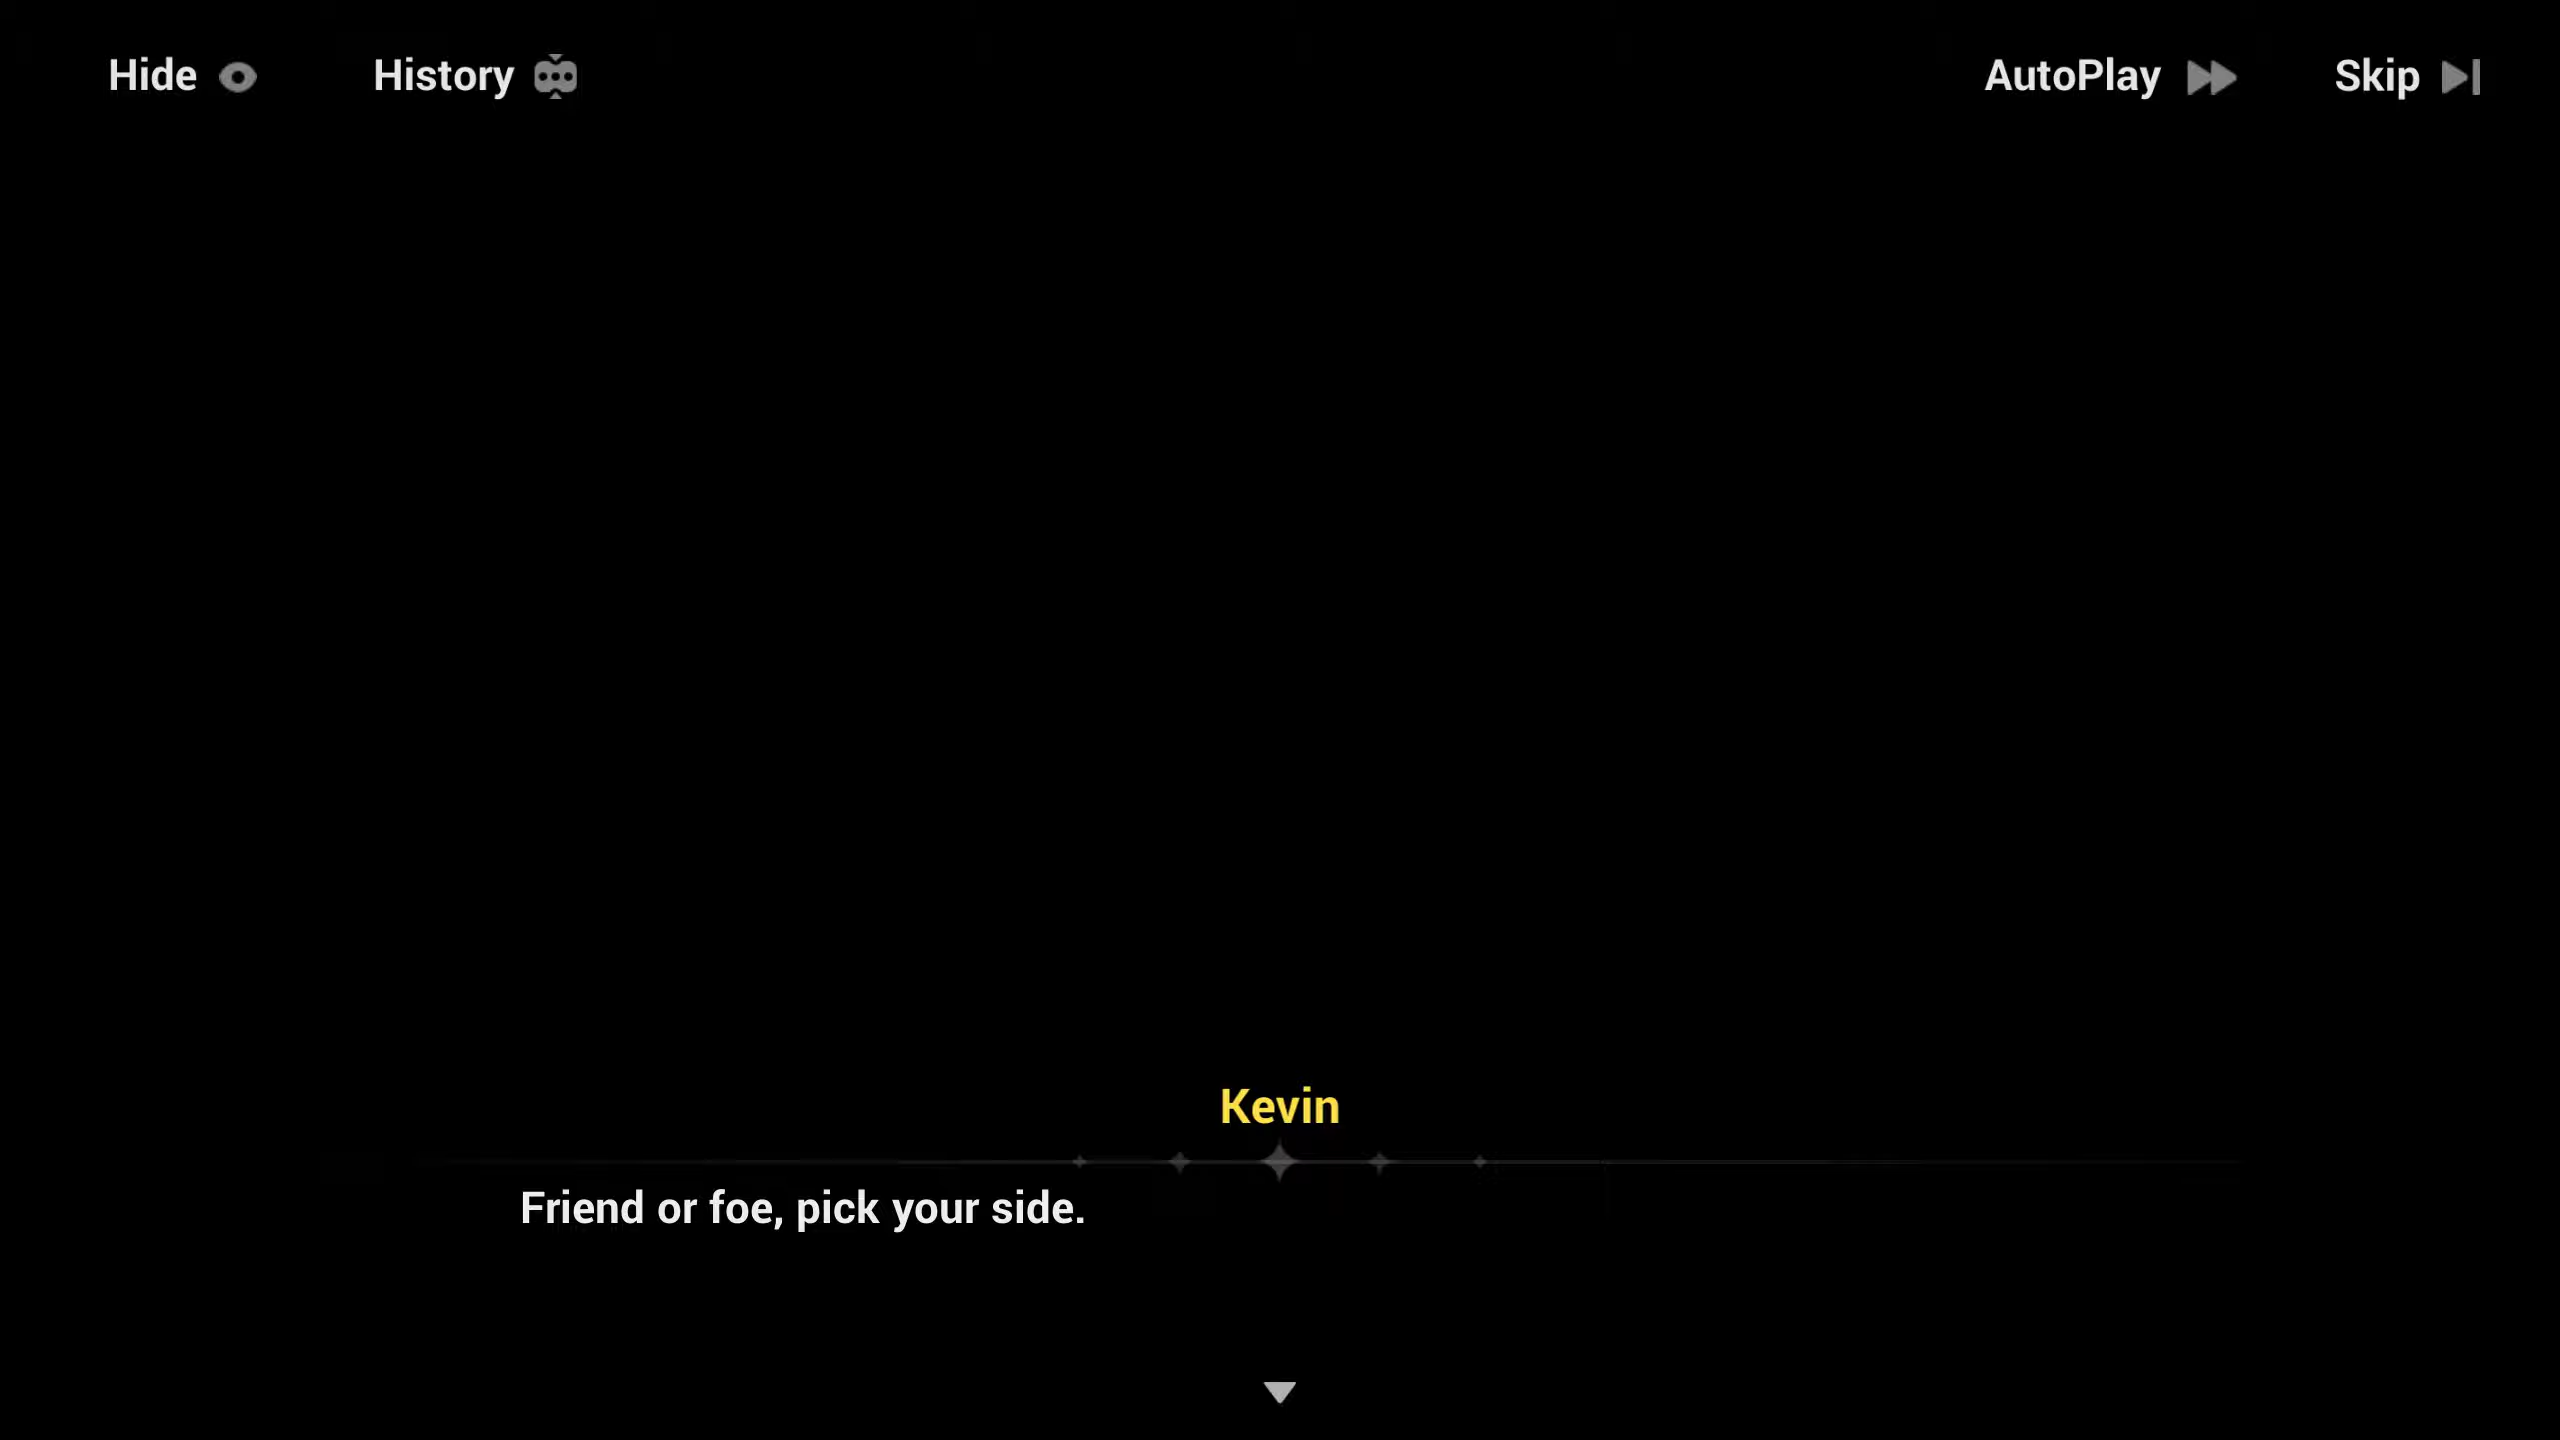 Hide
History
AutoPlay
Skip
Kevin
Friend or foe, pick your side.